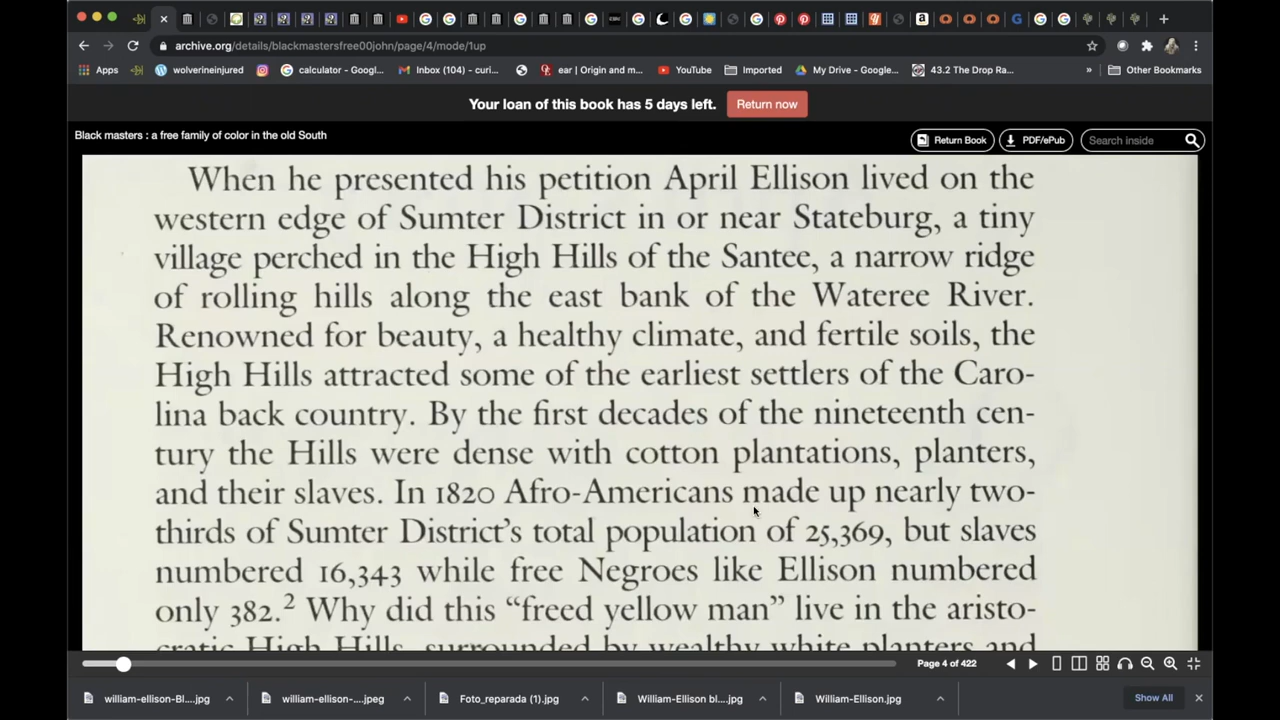 archive.org/details/blackmastersfree00john/page/4/mode/1up
Apps
wolverineinjured
calculator - Googl...
Inbox (104) - curi...
ear | Origin and m...
YouTube
Imported
My Drive - Google...
43.2 The Drop Ra...
»
Other Bookmarks
Your loan of this book has 5 days left.
Return now
Black masters : a free family of color in the old South
Return Book
PDF/ePub
Search inside
When he presented his petition April Ellison lived on the
western edge of Sumter District in or near Stateburg, a tiny
village perched in the High Hills of the Santee, a narrow ridge
of rolling hills along the east bank of the Wateree River.
Renowned for beauty, a healthy climate, and fertile soils, the
High Hills attracted some of the earliest settlers of the Caro-
lina back country. By the first decades of the nineteenth cen-
tury the Hills were dense with cotton plantations, planters,
and their slaves. In 1820 Afro-Americans made up nearly two-
thirds of Sumter District's total population of 25,369, but slaves
numbered 16,343 while free Negroes like Ellison numbered
only 382.2 Why did this “freed yellow man” live in the aristo-
cratic High Hills, surrounded by wealthy white planters and
Page 4 of 422
william-ellison-Bl....jpg
william-ellison-....jpeg
Foto_reparada (1).jpg
William-Ellison bl....jpg
William-Ellison.jpg
Show All